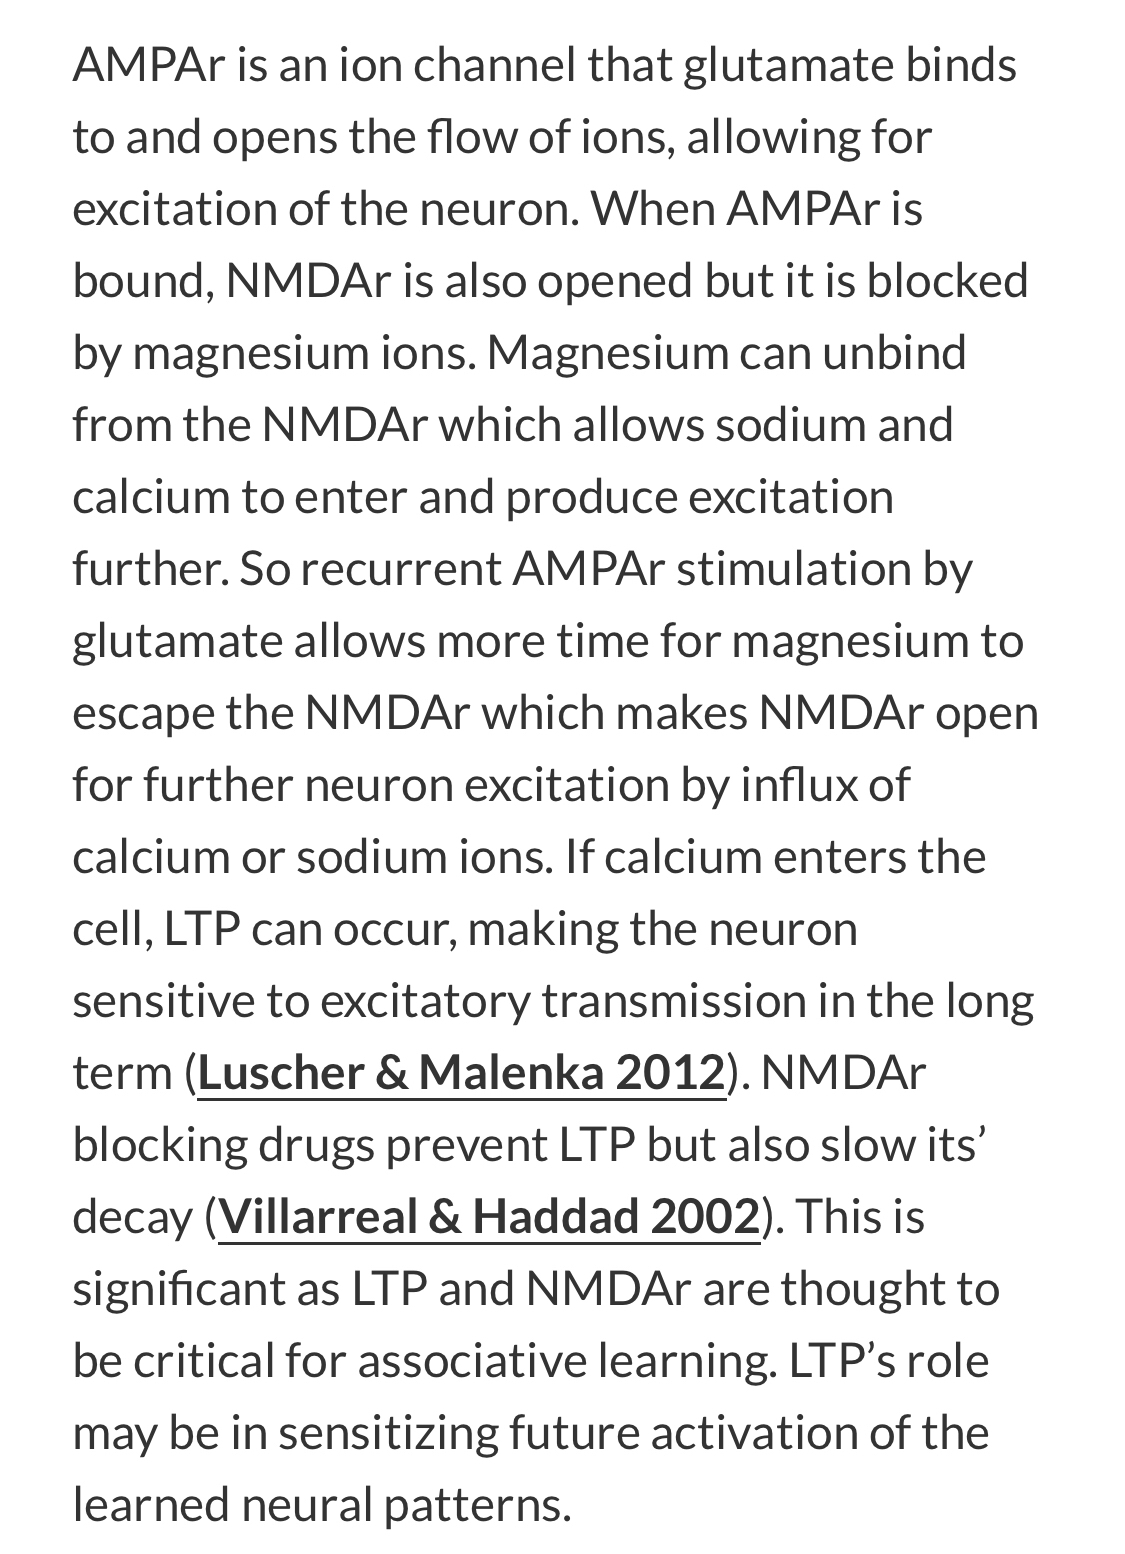 AMPAr is an ion channel that glutamate binds
to and opens the flow of ions, allowing for
excitation of the neuron. When AMPAr is
bound, NMDAr is also opened but it is blocked
by magnesium ions. Magnesium can unbind
from the NMDAr which allows sodium and
calcium to enter and produce excitation
further. So recurrent AMPAr stimulation by
glutamate allows more time for magnesium to
escape the NMDAr which makes NMDAr open
for further neuron excitation by influx of
calcium or sodium ions. If calcium enters the
cell, LTP can occur, making the neuron
sensitive to excitatory transmission in the long
term (Luscher & Malenka 2012). NMDAr
blocking drugs prevent LTP but also slow its’
decay (Villarreal & Haddad 2002). This is
significant as LTP and NMDAr are thought to
be critical for associative learning. LTP’s role
may be in sensitizing future activation of the
learned neural patterns.